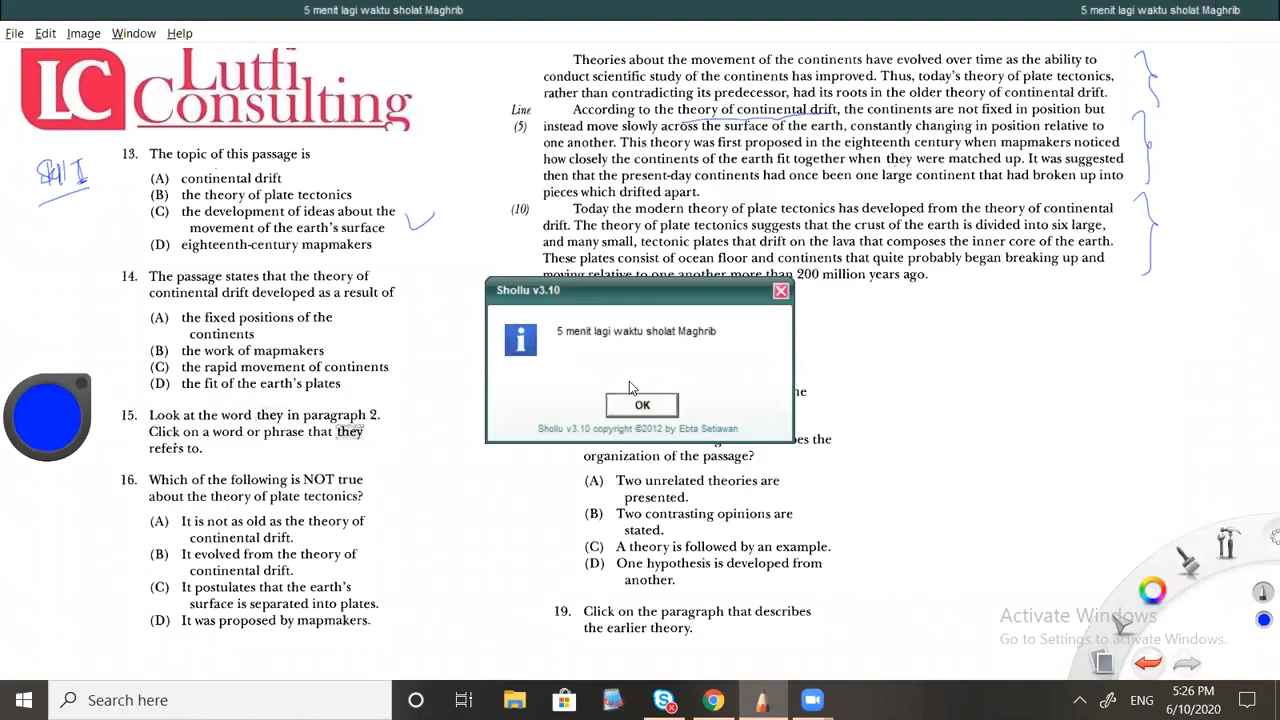 5 menit lagi waktu sholat Maghrib
5 menit lagi waktu sholat Maghrib
File Edit Image Window Help
LC Lutfi
Consulting
Skill I
13. The topic of this passage is
(A) continental drift
(B) the theory of plate tectonics
(C) the development of ideas about the
movement of the earth's surface
(D) eighteenth-century mapmakers
14. The passage states that the theory of
continental drift developed as a result of
(A) the fixed positions of the
continents
(B) the work of mapmakers
(C) the rapid movement of continents
(D) the fit of the earth's plates
15. Look at the word they in paragraph 2.
Click on a word or phrase that they
refers to.
16. Which of the following is NOT true
about the theory of plate tectonics?
(A) It is not as old as the theory of
continental drift.
(B) It evolved from the theory of
continental drift.
(C) It postulates that the earth's
surface is separated into plates.
(D) It was proposed by mapmakers.
Theories about the movement of the continents have evolved over time as the ability to
conduct scientific study of the continents has improved. Thus, today's theory of plate tectonics,
rather than contradicting its predecessor, had its roots in the older theory of continental drift.
Line According to the theory of continental drift, the continents are not fixed in position but
(5) instead move slowly across the surface of the earth, constantly changing in position relative to
one another. This theory was first proposed in the eighteenth century when mapmakers noticed
how closely the continents of the earth fit together when they were matched up. It was suggested
then that the present-day continents had once been one large continent that had broken up into
pieces which drifted apart.
(10) Today the modern theory of plate tectonics has developed from the theory of continental
drift. The theory of plate tectonics suggests that the crust of the earth is divided into six large,
and many small, tectonic plates that drift on the lava that composes the inner core of the earth.
These plates consist of ocean floor and continents that quite probably began breaking up and
moving relative to one another more than 200 million years ago.
Shollu v3.10
5 menit lagi waktu sholat Maghrib
OK
Shollu v3.10 copyright ©2012 by Ebta Setiawan
the
organization of the passage?
(A) Two unrelated theories are
presented.
(B) Two contrasting opinions are
stated.
(C) A theory is followed by an example.
(D) One hypothesis is developed from
another.
19. Click on the paragraph that describes
the earlier theory.
Activate Windows
Go to Settings to activate Windows.
Search here
ENG
5:26 PM
6/10/2020